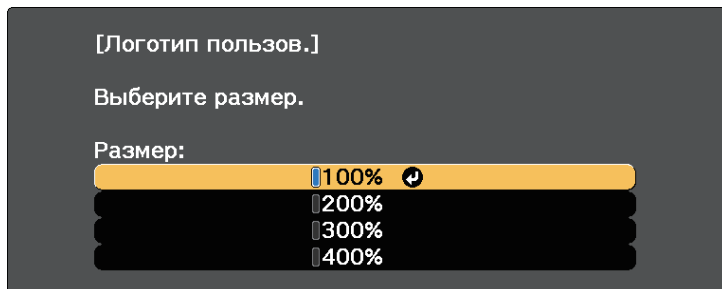 [Логотип пользов.]
Выберите размер.
Размер:
100%
200%
300%
400%